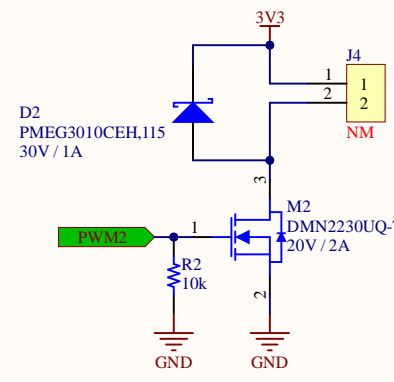 3V3
J4
1
1
2
2
NM
D2
PMEG3010CEH,115
30V / 1A
3
M2
DMN2230UQ-7
20V / 2A
PWM2
1
R2
10k
2
GND
GND